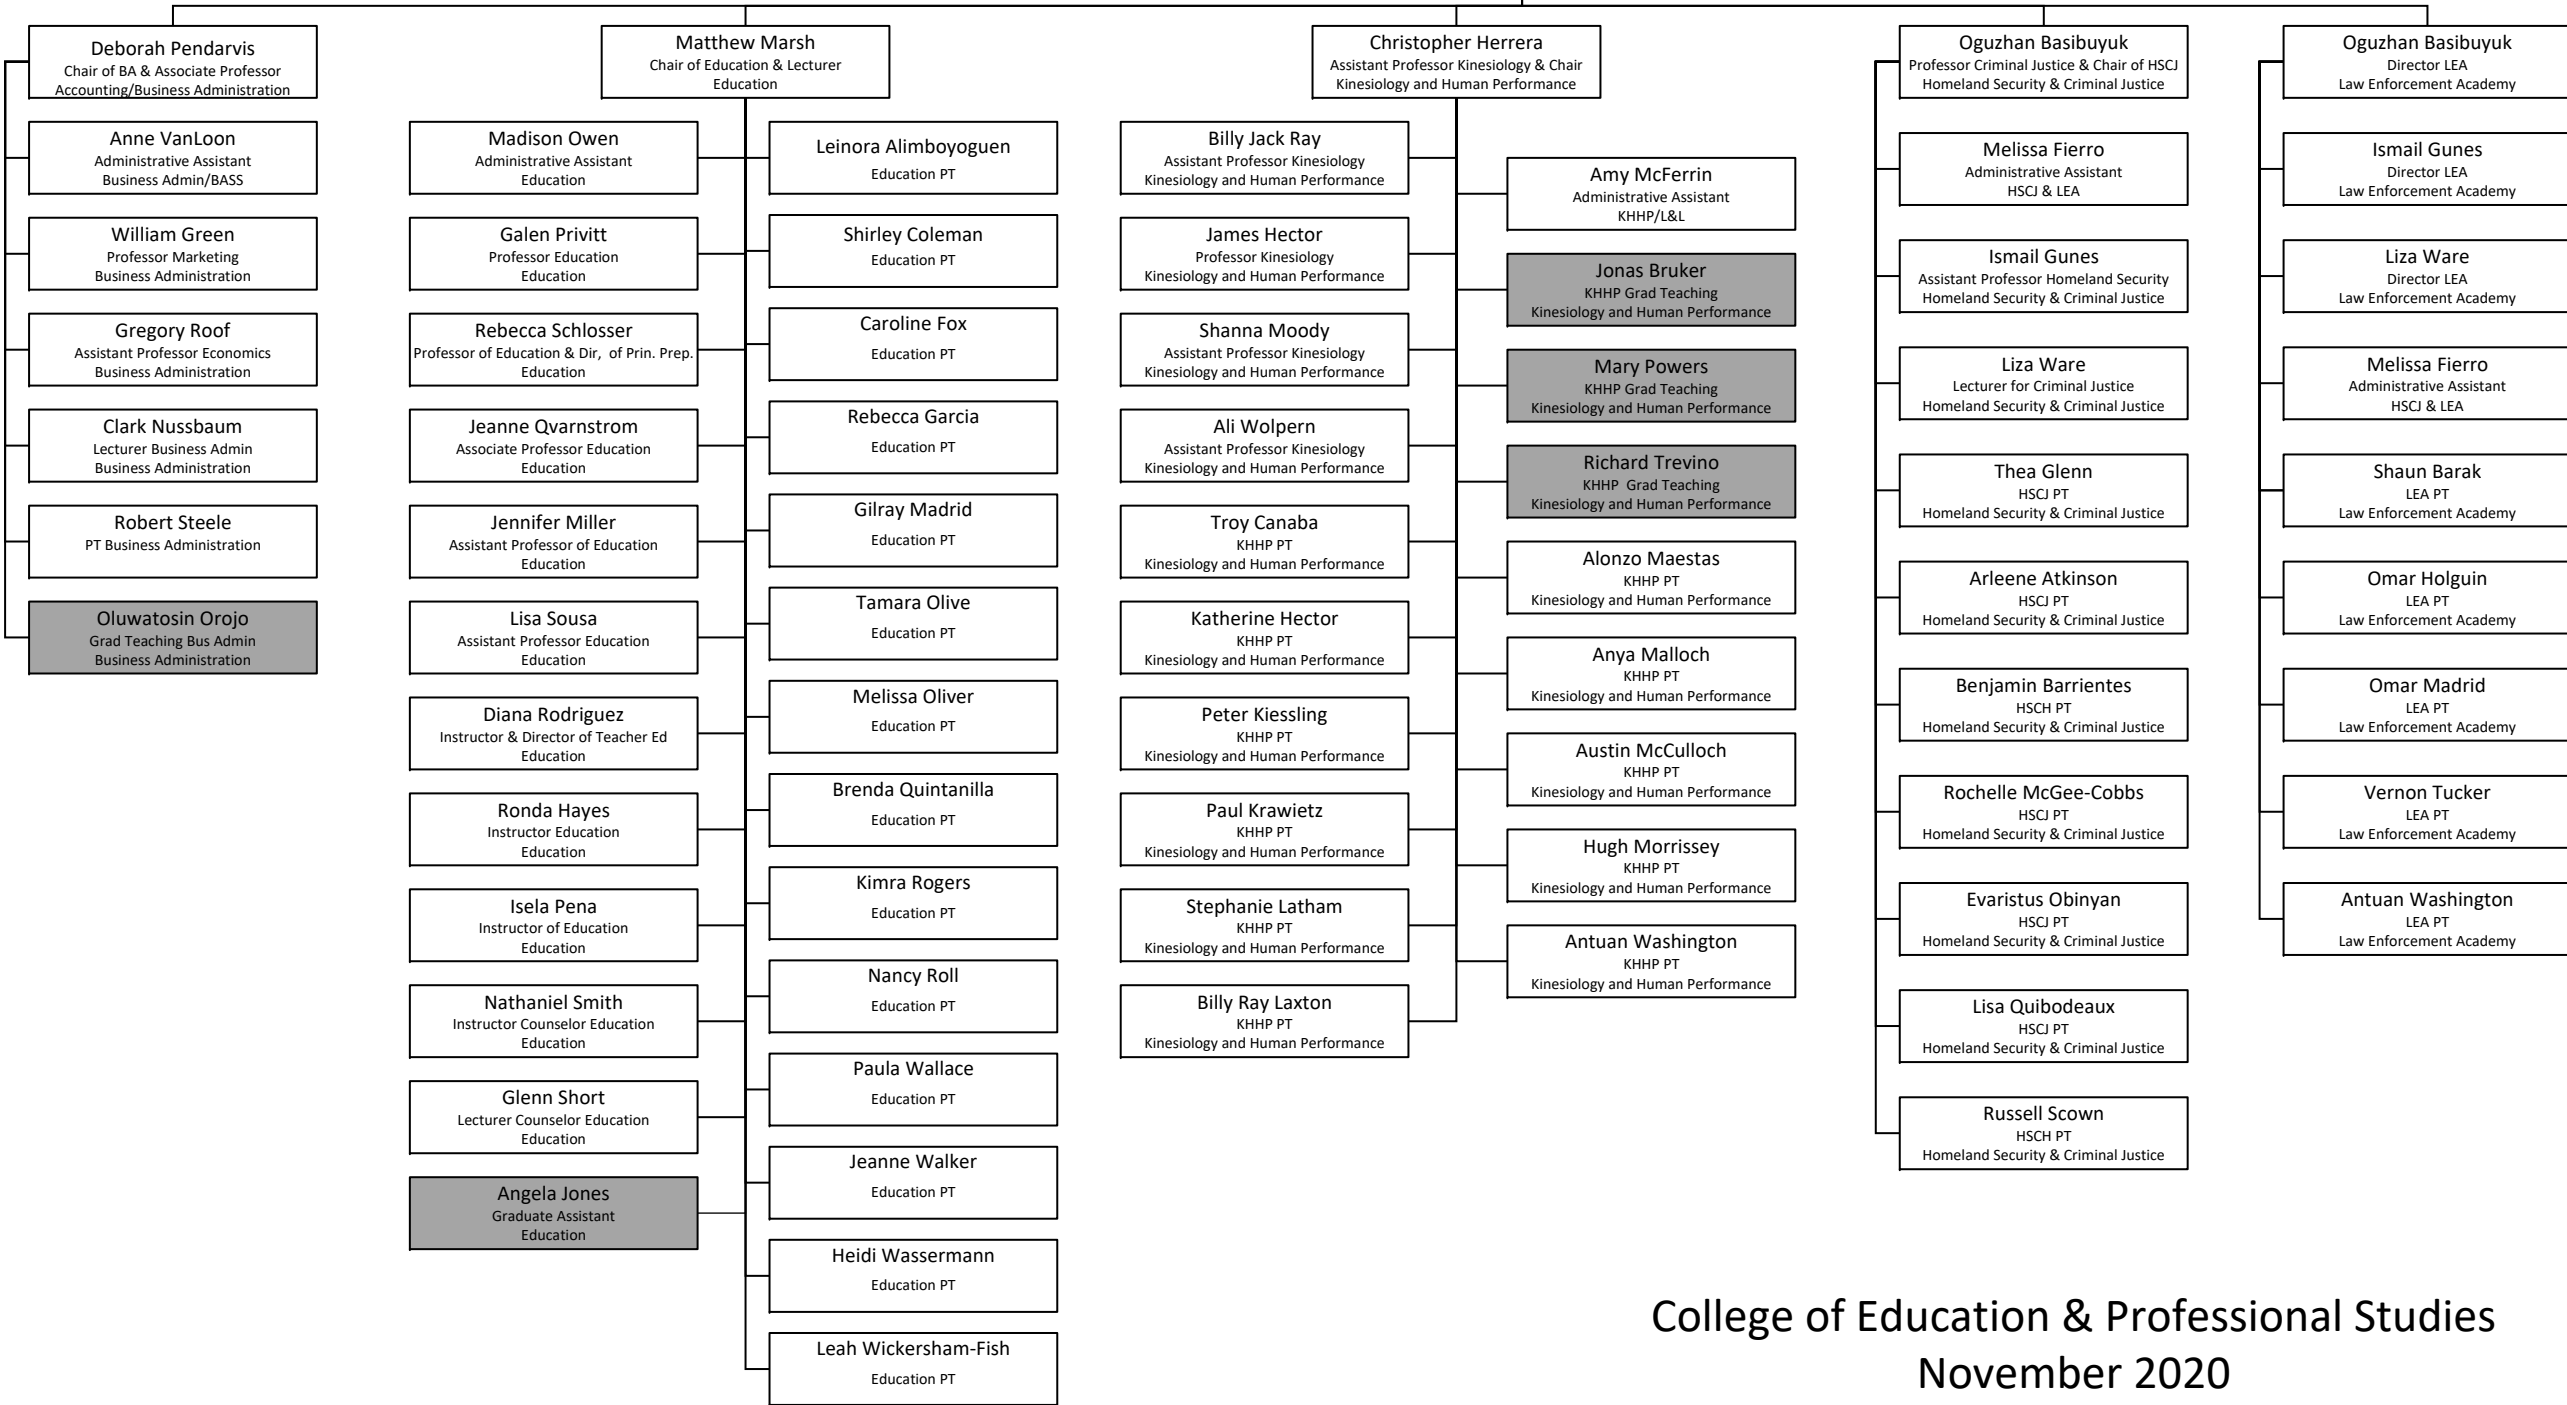 Deborah Pendarvis
Chair of BA & Associate Professor
Accounting/Business Administration
Anne VanLoon
Administrative Assistant
Business Admin/BASS
William Green
Professor Marketing
Business Administration
Gregory Roof
Assistant Professor Economics
Business Administration
Clark Nussbaum
Lecturer Business Admin
Business Administration
Robert Steele
PT Business Administration
Oluwatosin Orojo
Grad Teaching Bus Admin
Business Administration
Matthew Marsh
Chair of Education & Lecturer
Education
Madison Owen
Administrative Assistant
Education
Galen Privitt
Professor Education
Education
Rebecca Schlosser
Professor of Education & Dir, of Prin. Prep.
Education
Jeanne Qvarnstrom
Associate Professor Education
Education
Jennifer Miller
Assistant Professor of Education
Education
Lisa Sousa
Assistant Professor Education
Education
Diana Rodriguez
Instructor & Director of Teacher Ed
Education
Ronda Hayes
Instructor Education
Education
Isela Pena
Instructor of Education
Education
Nathaniel Smith
Instructor Counselor Education
Education
Glenn Short
Lecturer Counselor Education
Education
Angela Jones
Graduate Assistant
Education
Leinora Alimboyoguen
Education PT
Shirley Coleman
Education PT
Caroline Fox
Education PT
Rebecca Garcia
Education PT
Gilray Madrid
Education PT
Tamara Olive
Education PT
Melissa Oliver
Education PT
Brenda Quintanilla
Education PT
Kimra Rogers
Education PT
Nancy Roll
Education PT
Paula Wallace
Education PT
Jeanne Walker
Education PT
Heidi Wassermann
Education PT
Leah Wickersham-Fish
Education PT
Christopher Herrera
Assistant Professor Kinesiology & Chair
Kinesiology and Human Performance
Billy Jack Ray
Assistant Professor Kinesiology
Kinesiology and Human Performance
James Hector
Professor Kinesiology
Kinesiology and Human Performance
Shanna Moody
Assistant Professor Kinesiology
Kinesiology and Human Performance
Ali Wolpern
Assistant Professor Kinesiology
Kinesiology and Human Performance
Troy Canaba
KHHP PT
Kinesiology and Human Performance
Katherine Hector
KHHP PT
Kinesiology and Human Performance
Peter Kiessling
KHHP PT
Kinesiology and Human Performance
Paul Krawietz
KHHP PT
Kinesiology and Human Performance
Stephanie Latham
KHHP PT
Kinesiology and Human Performance
Billy Ray Laxton
KHHP PT
Kinesiology and Human Performance
Amy McFerrin
Administrative Assistant
KHHP/L&L
Jonas Bruker
KHHP Grad Teaching
Kinesiology and Human Performance
Mary Powers
KHHP Grad Teaching
Kinesiology and Human Performance
Richard Trevino
KHHP Grad Teaching
Kinesiology and Human Performance
Alonzo Maestas
KHHP PT
Kinesiology and Human Performance
Anya Malloch
KHHP PT
Kinesiology and Human Performance
Austin McCulloch
KHHP PT
Kinesiology and Human Performance
Hugh Morrissey
KHHP PT
Kinesiology and Human Performance
Antuan Washington
KHHP PT
Kinesiology and Human Performance
Oguzhan Basibuyuk
Professor Criminal Justice & Chair of HSCJ
Homeland Security & Criminal Justice
Melissa Fierro
Administrative Assistant
HSCJ & LEA
Ismail Gunes
Assistant Professor Homeland Security
Homeland Security & Criminal Justice
Liza Ware
Lecturer for Criminal Justice
Homeland Security & Criminal Justice
Thea Glenn
HSCJ PT
Homeland Security & Criminal Justice
Arleene Atkinson
HSCJ PT
Homeland Security & Criminal Justice
Benjamin Barrientes
HSCH PT
Homeland Security & Criminal Justice
Rochelle McGee-Cobbs
HSCJ PT
Homeland Security & Criminal Justice
Evaristus Obinyan
HSCJ PT
Homeland Security & Criminal Justice
Lisa Quibodeaux
HSCJ PT
Homeland Security & Criminal Justice
Russell Scown
HSCH PT
Homeland Security & Criminal Justice
Oguzhan Basibuyuk
Director LEA
Law Enforcement Academy
Ismail Gunes
Director LEA
Law Enforcement Academy
Liza Ware
Director LEA
Law Enforcement Academy
Melissa Fierro
Administrative Assistant
HSCJ & LEA
Shaun Barak
LEA PT
Law Enforcement Academy
Omar Holguin
LEA PT
Law Enforcement Academy
Omar Madrid
LEA PT
Law Enforcement Academy
Vernon Tucker
LEA PT
Law Enforcement Academy
Antuan Washington
LEA PT
Law Enforcement Academy
College of Education & Professional Studies
November 2020